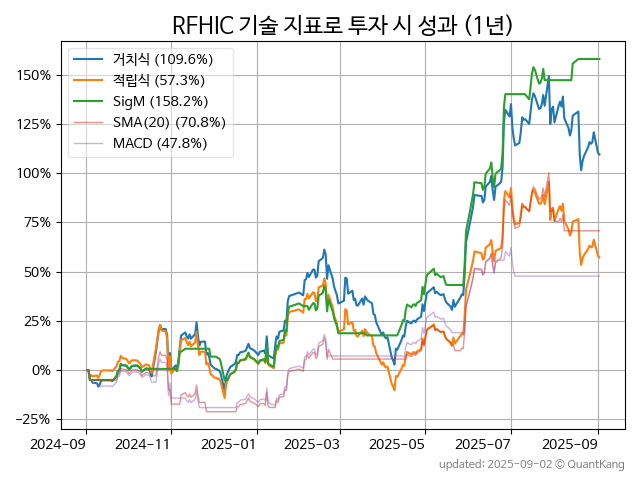 RFHIC 기술 지표로 투자 시 성과 (1년)
거치식 (109.6%)
적립식 (57.3%)
SigM (158.2%)
SMA(20) (70.8%)
MACD (47.8%)
150%
125%
100%
75%
50%
25%
0%
−25%
2024-09 2024-11 2025-01 2025-03 2025-05 2025-07 2025-09
updated: 2025-09-02 © QuantKang